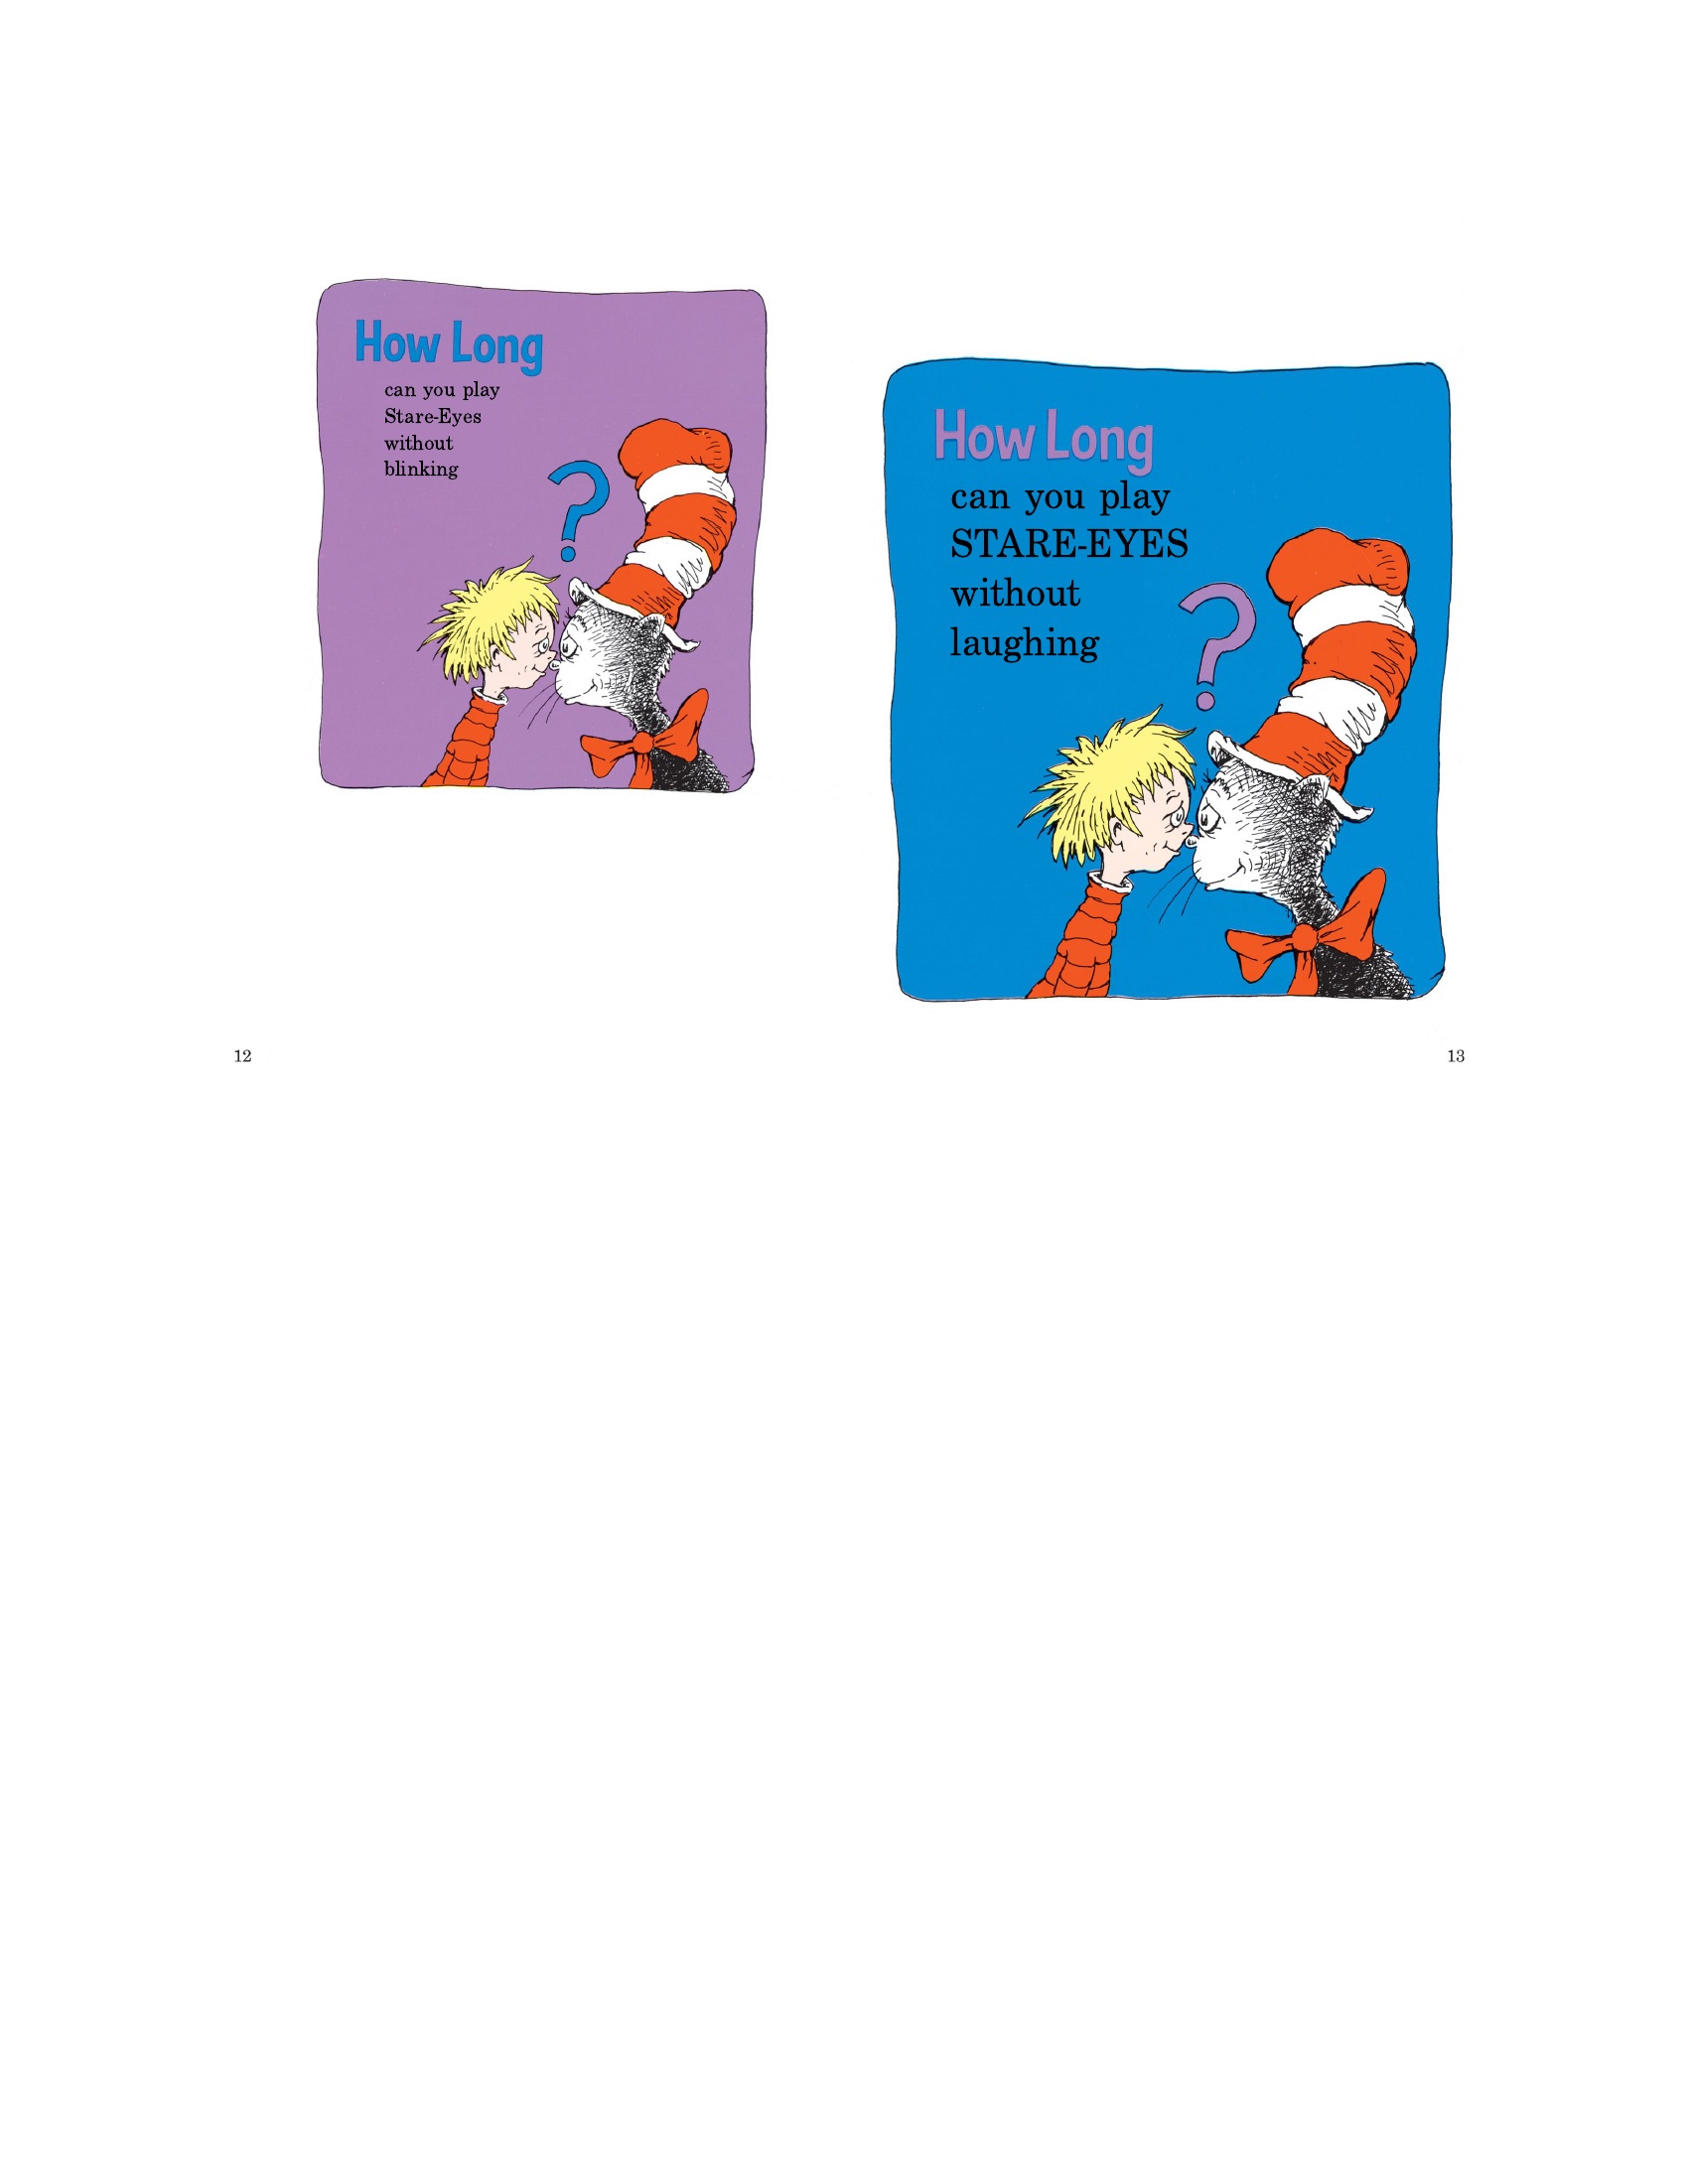 How Long
can you play
Stare-Eyes
without
blinking
?
How Long
can you play
STARE-EYES
without
laughing
?
12
13